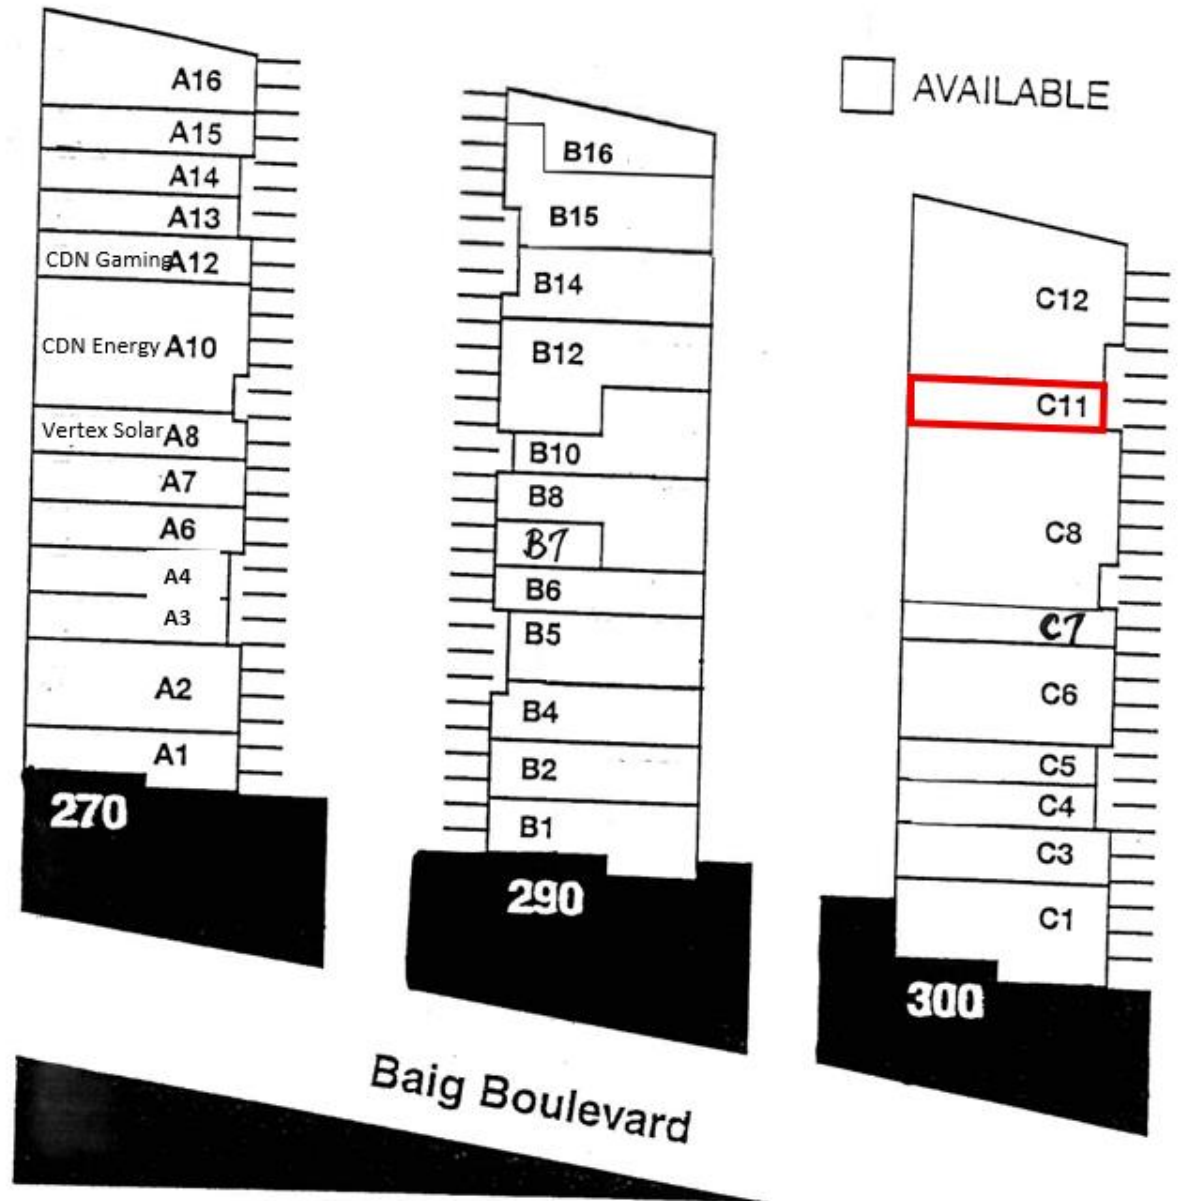 AVAILABLE
A16
A15
A14
A13
CDN Gaming A12
CDN Energy A10
Vertex Solar A8
A7
A6
A4
A3
A2
A1
270
B16
B15
B14
B12
B10
B8
B7
B6
B5
B4
B2
B1
290
C12
C11
C8
C7
C6
C5
C4
C3
C1
300
Baig Boulevard